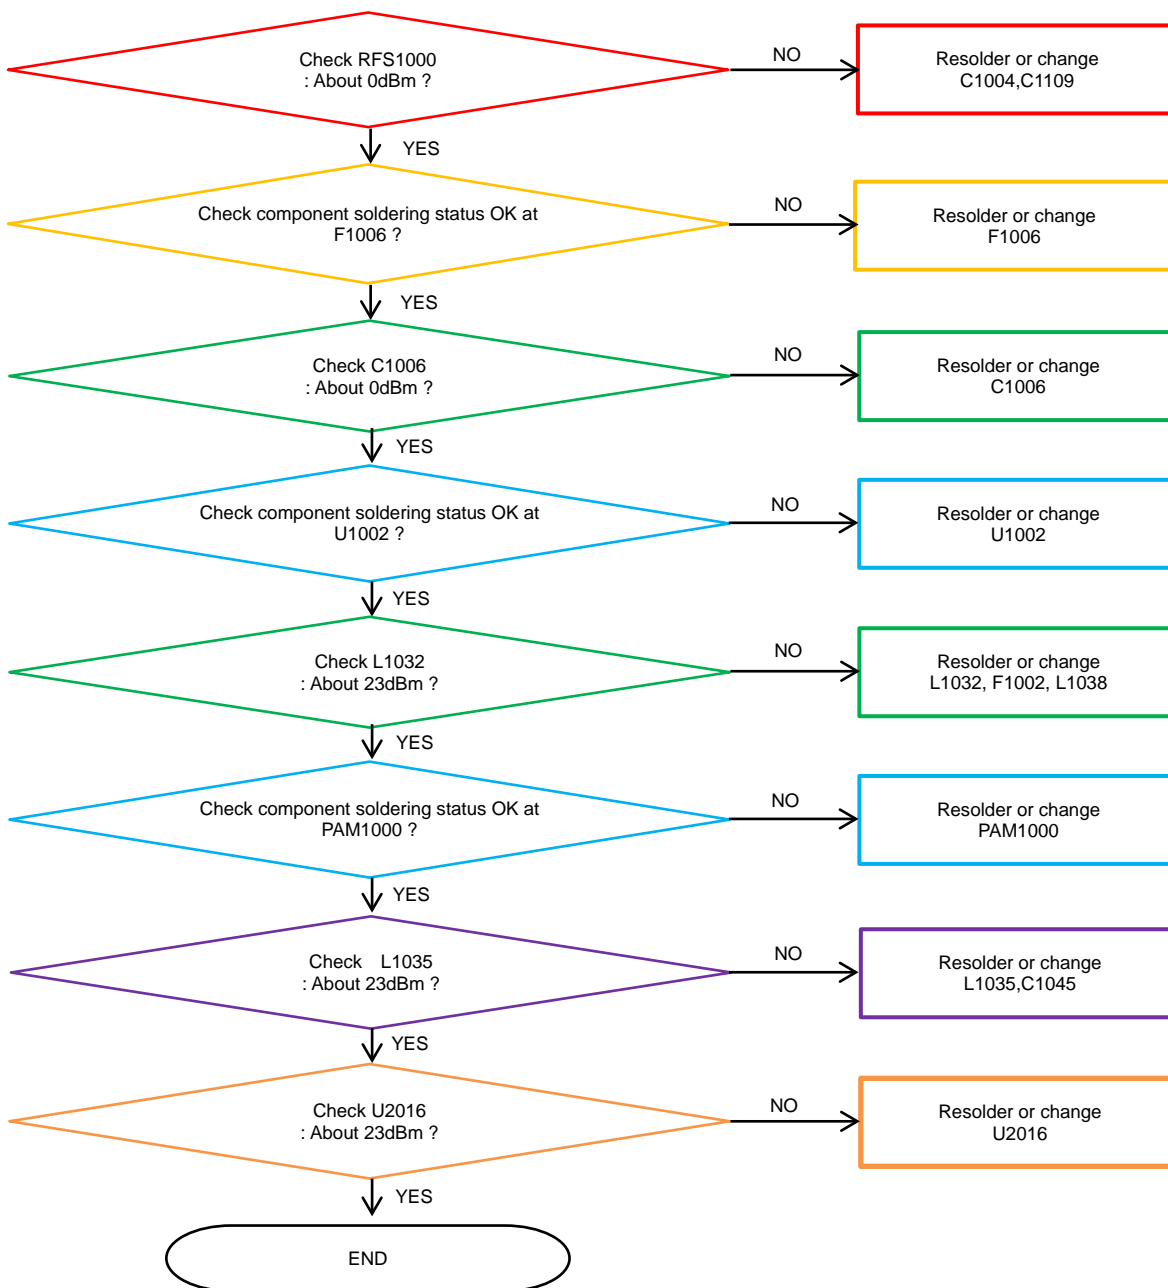 Check RFS1000
: About 0dBm ?
NO
Resolder or change
C1004,C1109
YES
Check component soldering status OK at
F1006 ?
NO
Resolder or change
F1006
YES
Check C1006
: About 0dBm ?
NO
Resolder or change
C1006
YES
Check component soldering status OK at
U1002 ?
NO
Resolder or change
U1002
YES
Check L1032
: About 23dBm ?
NO
Resolder or change
L1032, F1002, L1038
YES
Check component soldering status OK at
PAM1000 ?
NO
Resolder or change
PAM1000
YES
Check L1035
: About 23dBm ?
NO
Resolder or change
L1035,C1045
YES
Check U2016
: About 23dBm ?
NO
Resolder or change
U2016
YES
END